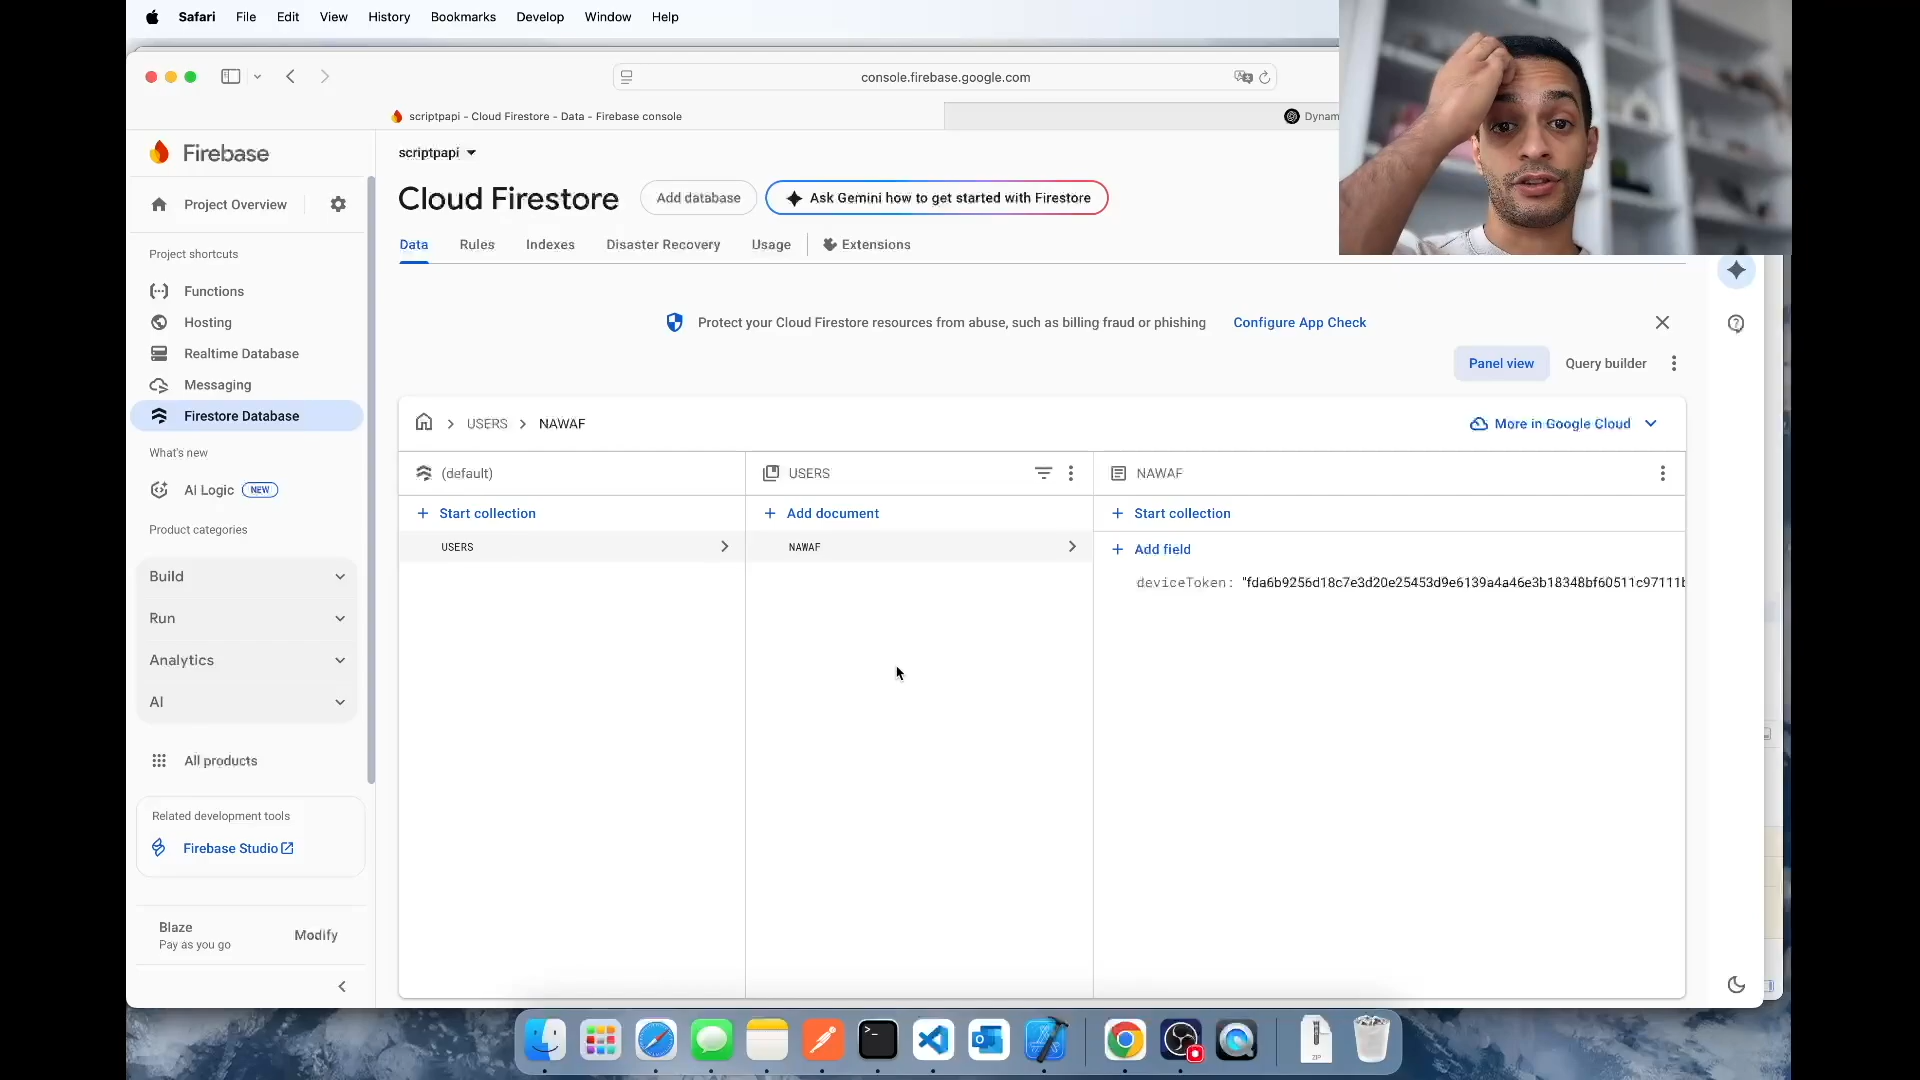 Safari File Edit View History Bookmarks Develop Window Help
console.firebase.google.com
scriptpapi - Cloud Firestore - Data - Firebase console
Dynam
Firebase
scriptpapi
Project Overview
Cloud Firestore
Add database
Ask Gemini how to get started with Firestore
Data Rules Indexes Disaster Recovery Usage Extensions
Project shortcuts
Functions
Hosting
Realtime Database
Messaging
Firestore Database
What's new
AI Logic NEW
Product categories
Build
Run
Analytics
AI
All products
Related development tools
Firebase Studio
Blaze
Pay as you go
Modify
Protect your Cloud Firestore resources from abuse, such as billing fraud or phishing Configure App Check
Panel view Query builder
USERS NAWAF
More in Google Cloud
(default)
Start collection
USERS
USERS
Add document
NAWAF
NAWAF
Start collection
Add field
deviceToken: "fda6b9256d18c7e3d20e25453d9e6139a4a46e3b18348bf60511c97111b
ZIP